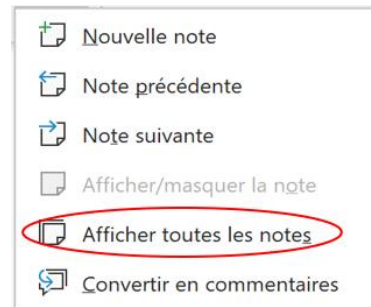 Nouvelle note
Note précédente
Note suivante
Afficher/masquer la note
Afficher toutes les notes
Convertir en commentaires